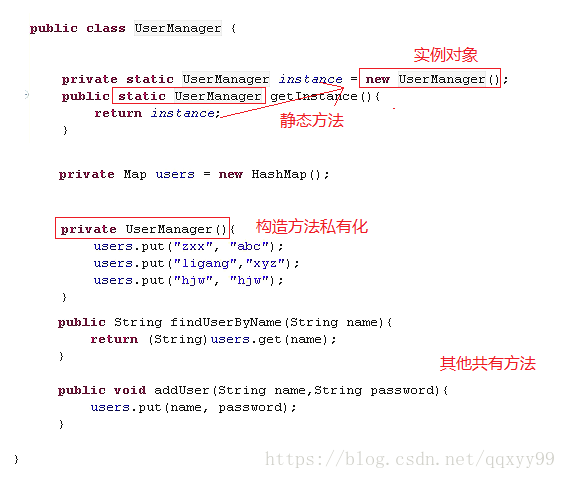 public class UserManager {
实例对象
private static UserManager instance = new UserManager();
public static UserManager getInstance(){
return instance;
静态方法
}
private Map users = new HashMap();
private UserManager(){ 构造方法私有化
users.put("zxx", "abc");
users.put("ligang","xyz");
users.put("hjw", "hjw");
}
public String findUserByName(String name){
return (String)users.get(name);
}
其他共有方法
public void addUser(String name,String password){
users.put(name, password);
}
}
https://blog.csdn.net/qqxyy99